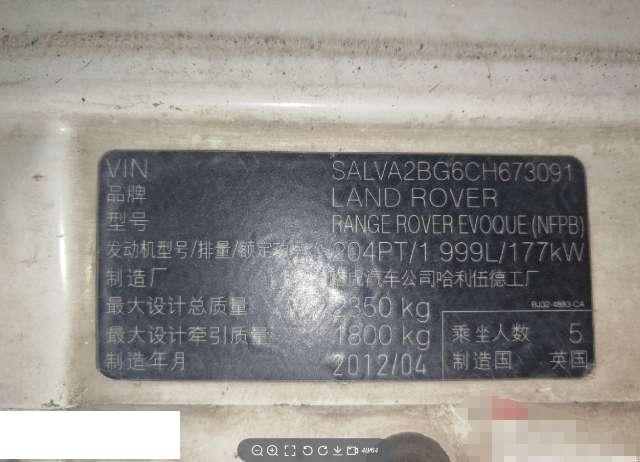 VIN SALVA2BG6CH673091
品牌 LAND ROVER
型号 RANGE ROVER EVOQUE (NFPB)
发动机型号/排量/额定功率 204PT/1 999L/177kW
制造厂 虎汽车公司哈利伍德工厂
最大设计总质量 2350 kg
BJ32-4883-CA
最大设计牵引质量 1800 kg
乘坐人数 5
制造年月 2012/04
制造国 英国
49/64